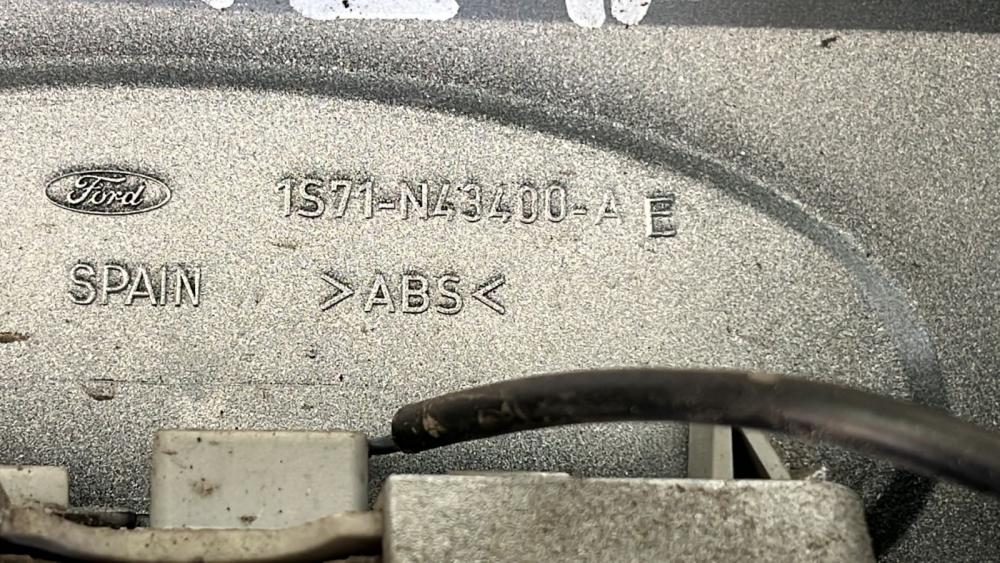 Ford 1S71-N43400-A E
SPAIN >ABS<